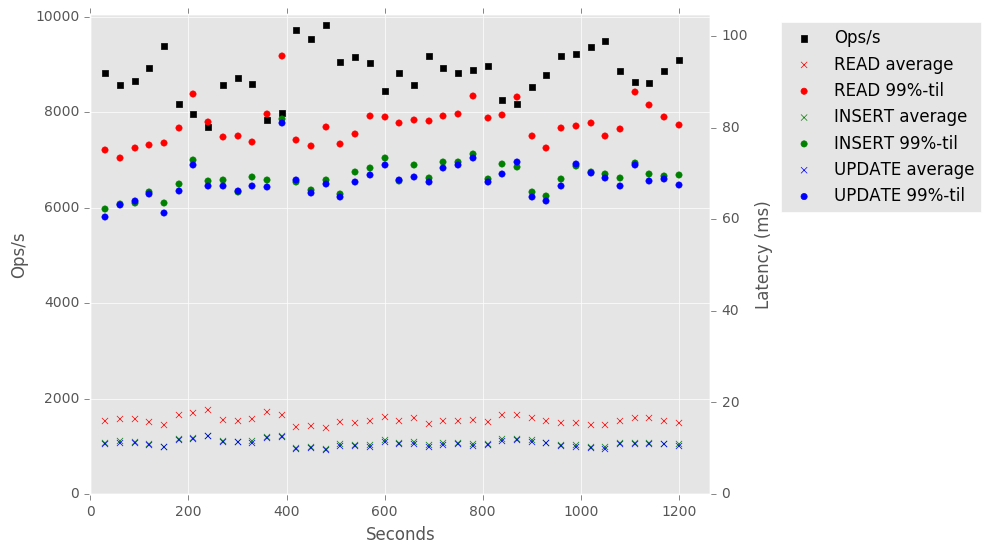 10000
8000
6000
4000
2000
0
Ops/s
0
200
400
600
800
1000
1200
Seconds
100
80
60
40
20
0
Latency (ms)
Ops/s
READ average
READ 99%-til
INSERT average
INSERT 99%-til
UPDATE average
UPDATE 99%-til